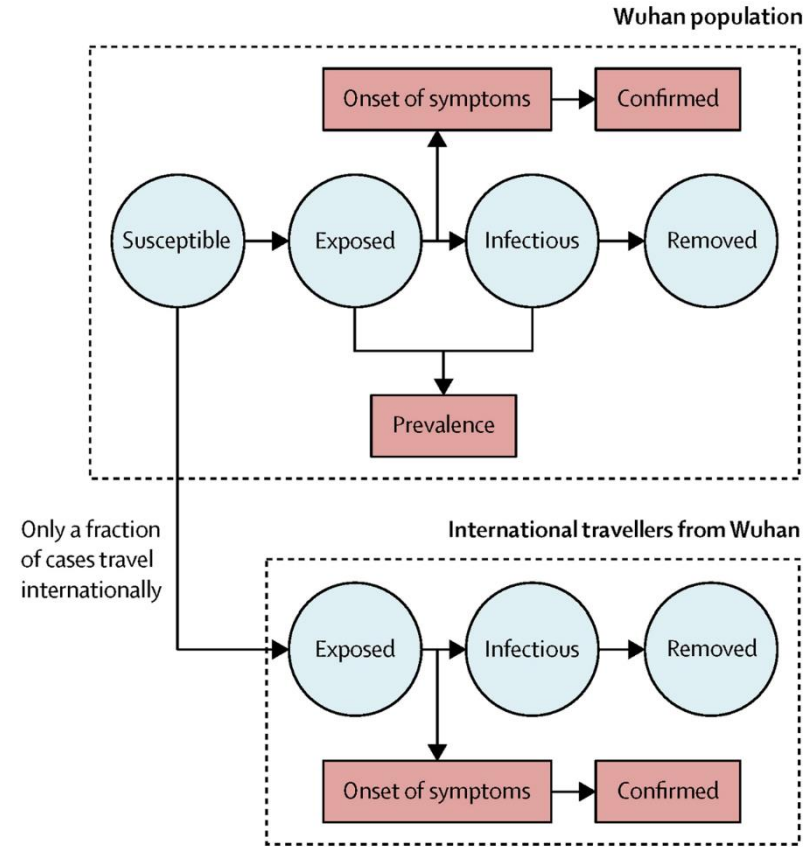 Wuhan population
Onset of symptoms
Confirmed
Susceptible
Exposed
Infectious
Removed
Prevalence
Only a fraction
of cases travel
internationally
International travellers from Wuhan
Exposed
Infectious
Removed
Onset of symptoms
Confirmed